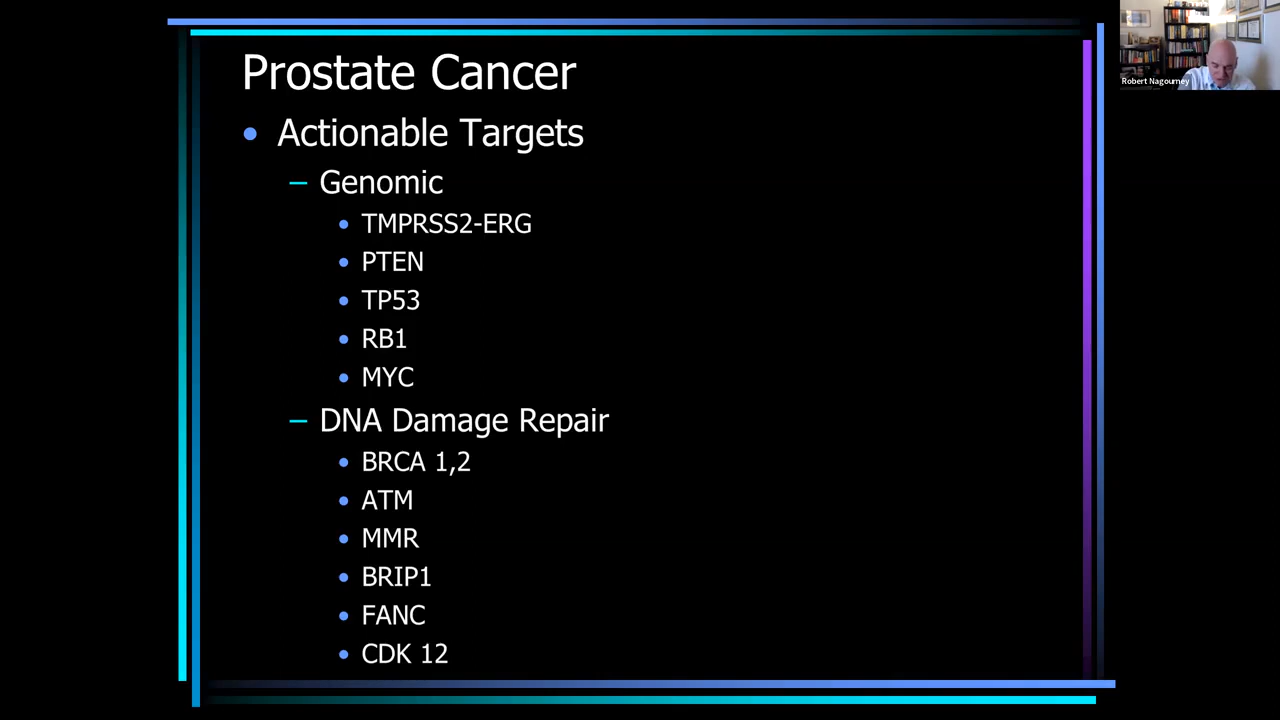 Prostate Cancer
• Actionable Targets
– Genomic
• TMPRSS2-ERG
• PTEN
• TP53
• RB1
• MYC
– DNA Damage Repair
• BRCA 1,2
• ATM
• MMR
• BRIP1
• FANC
• CDK 12
Robert Nagourney